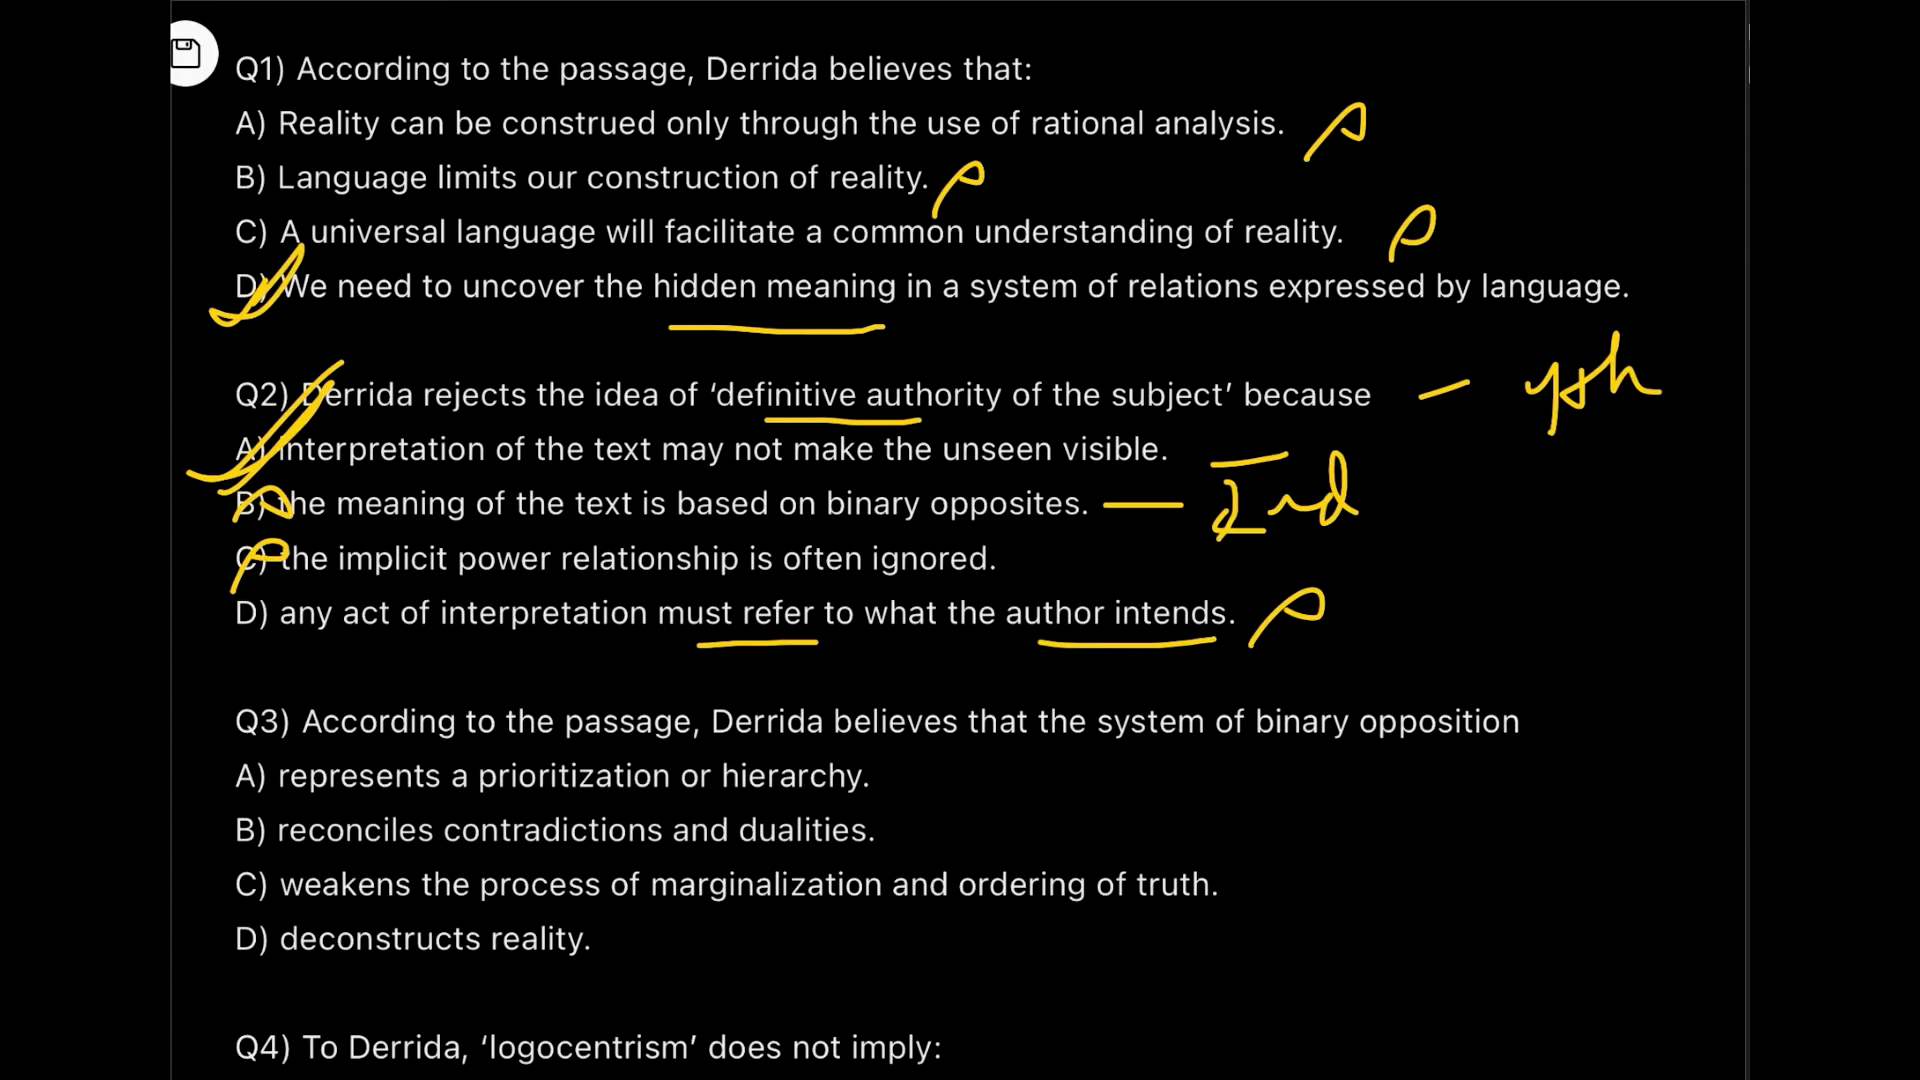 Q1) According to the passage, Derrida believes that:
A) Reality can be construed only through the use of rational analysis.
B) Language limits our construction of reality.
C) A universal language will facilitate a common understanding of reality.
D) We need to uncover the hidden meaning in a system of relations expressed by language.
Q2) Derrida rejects the idea of ‘definitive authority of the subject’ because
A) interpretation of the text may not make the unseen visible.
B) the meaning of the text is based on binary opposites. — 2nd
C) the implicit power relationship is often ignored.
D) any act of interpretation must refer to what the author intends.
Q3) According to the passage, Derrida believes that the system of binary opposition
A) represents a prioritization or hierarchy.
B) reconciles contradictions and dualities.
C) weakens the process of marginalization and ordering of truth.
D) deconstructs reality.
Q4) To Derrida, ‘logocentrism’ does not imply: